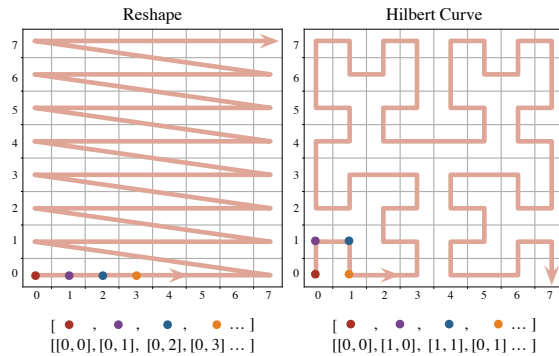 Reshape
Hilbert Curve
7
6
5
4
3
2
1
0
0 1 2 3 4 5 6 7
7
6
5
4
3
2
1
0
0 1 2 3 4 5 6 7
[ , , , ... ]
[[0, 0], [0, 1], [0, 2], [0, 3] ... ]
[ , , , ... ]
[[0, 0], [1, 0], [1, 1], [0, 1] ... ]